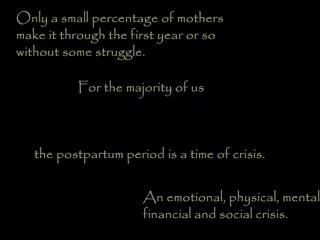 Only a small percentage of mothers
make it through the first year or so
without some struggle.
For the majority of us
the postpartum period is a time of crisis.
An emotional, physical, mental
financial and social crisis.